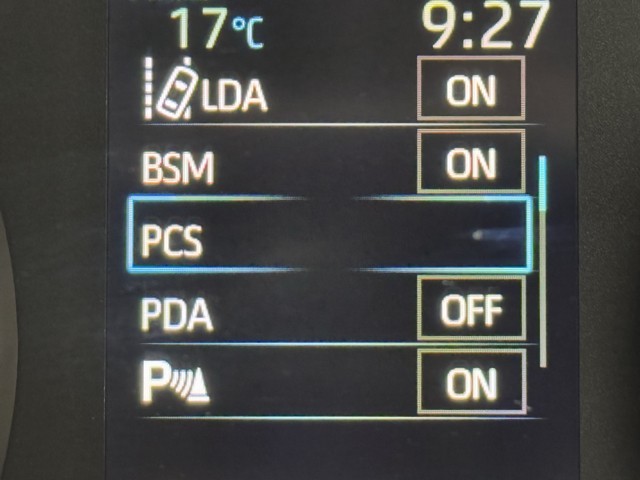 17°C 9:27
LDA ON
BSM ON
PCS
PDA OFF
P ON